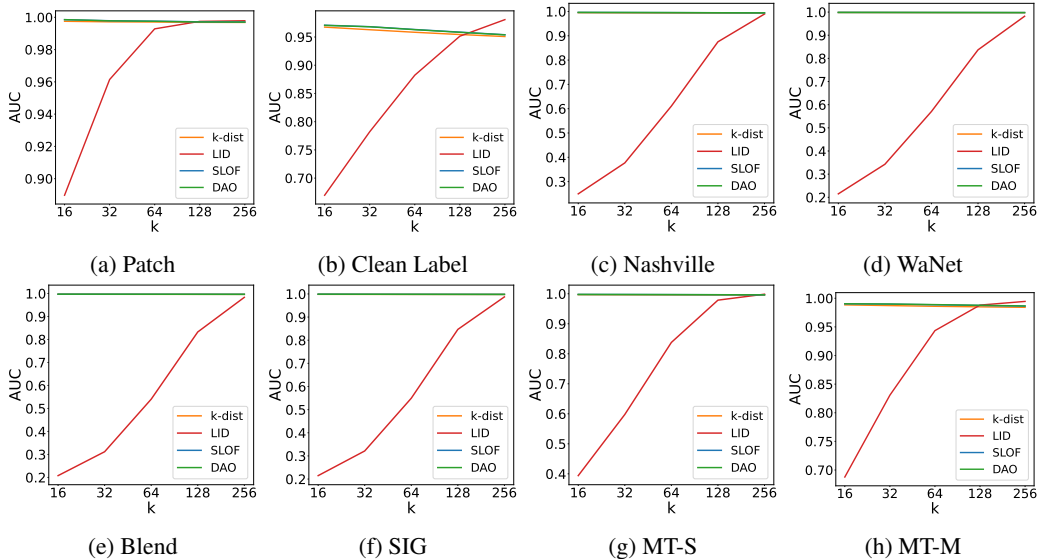 1.00
0.98
0.96
0.94
0.92
0.90
AUC
k-dist
LID
SLOF
DAO
16 32 64 128 256
k
(a) Patch
0.95
0.90
0.85
0.80
0.75
0.70
AUC
k-dist
LID
SLOF
DAO
16 32 64 128 256
k
(b) Clean Label
1.0
0.9
0.8
0.7
0.6
0.5
0.4
0.3
AUC
k-dist
LID
SLOF
DAO
16 32 64 128 256
k
(c) Nashville
1.0
0.9
0.8
0.7
0.6
0.5
0.4
0.3
0.2
AUC
k-dist
LID
SLOF
DAO
16 32 64 128 256
k
(d) WaNet
1.0
0.9
0.8
0.7
0.6
0.5
0.4
0.3
0.2
AUC
k-dist
LID
SLOF
DAO
16 32 64 128 256
k
(e) Blend
1.0
0.9
0.8
0.7
0.6
0.5
0.4
0.3
0.2
AUC
k-dist
LID
SLOF
DAO
16 32 64 128 256
k
(f) SIG
1.0
0.9
0.8
0.7
0.6
0.5
0.4
AUC
k-dist
LID
SLOF
DAO
16 32 64 128 256
k
(g) MT-S
1.00
0.95
0.90
0.85
0.80
0.75
0.70
AUC
k-dist
LID
SLOF
DAO
16 32 64 128 256
k
(h) MT-M